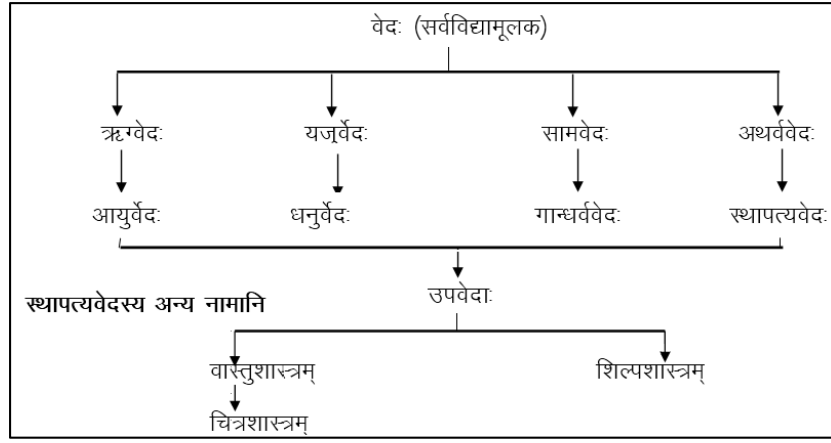 वेदः (सर्वविद्यामूलक)
ऋग्वेदः यजुर्वेदः सामवेदः अथर्ववेदः
आयुर्वेदः धनुर्वेदः गान्धर्ववेदः स्थापत्यवेदः
उपवेदाः
स्थापत्यवेदस्य अन्य नामानि
वास्तुशास्त्रम् शिल्पशास्त्रम्
चित्रशास्त्रम्